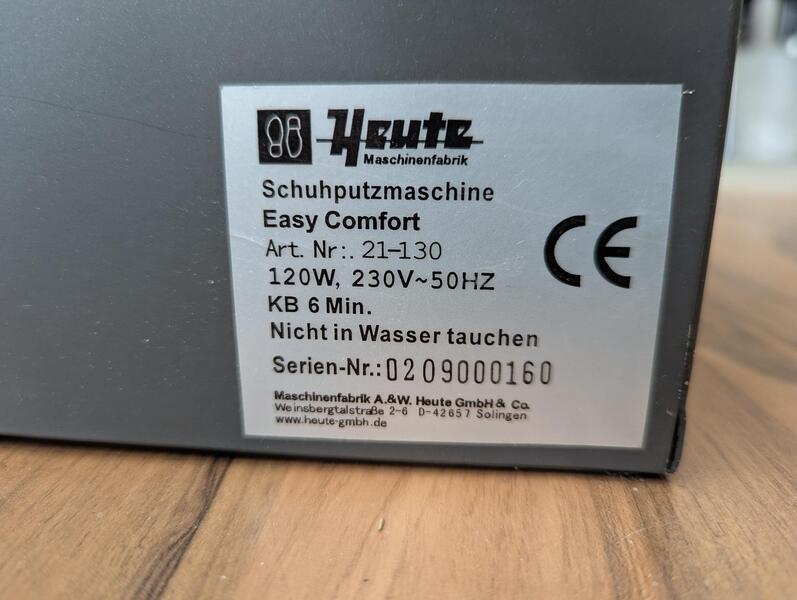 Heute
Maschinenfabrik
Schuhputzmaschine
Easy Comfort
Art. Nr:. 21-130
120W, 230V~50HZ
KB 6 Min.
Nicht in Wasser tauchen
Serien-Nr.:0209000160
Maschinenfabrik A.&W. Heute GmbH & Co.
Weinsbergtalstraße 2-6 D-42657 Solingen
www.heute-gmbh.de
CE